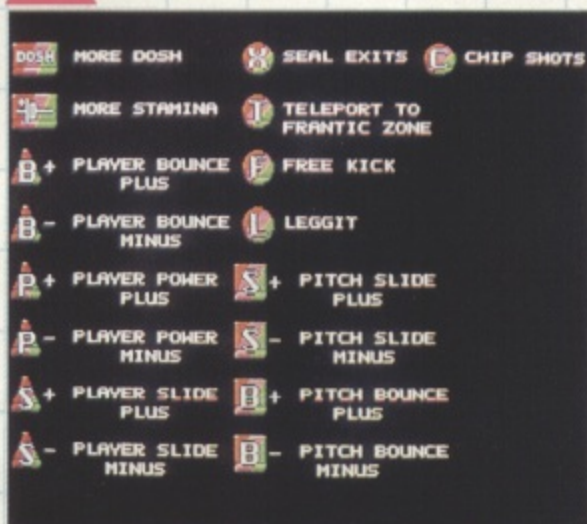 DOSH MORE DOSH
MORE STAMINA
B+ PLAYER BOUNCE
PLUS
B- PLAYER BOUNCE
MINUS
P+ PLAYER POWER
PLUS
P- PLAYER POWER
MINUS
S+ PLAYER SLIDE
PLUS
S- PLAYER SLIDE
MINUS
X SEAL EXITS
T TELEPORT TO
FRANTIC ZONE
F FREE KICK
L LEGGIT
S+ PITCH SLIDE
PLUS
S- PITCH SLIDE
MINUS
B+ PITCH BOUNCE
PLUS
B- PITCH BOUNCE
MINUS
C CHIP SHOTS